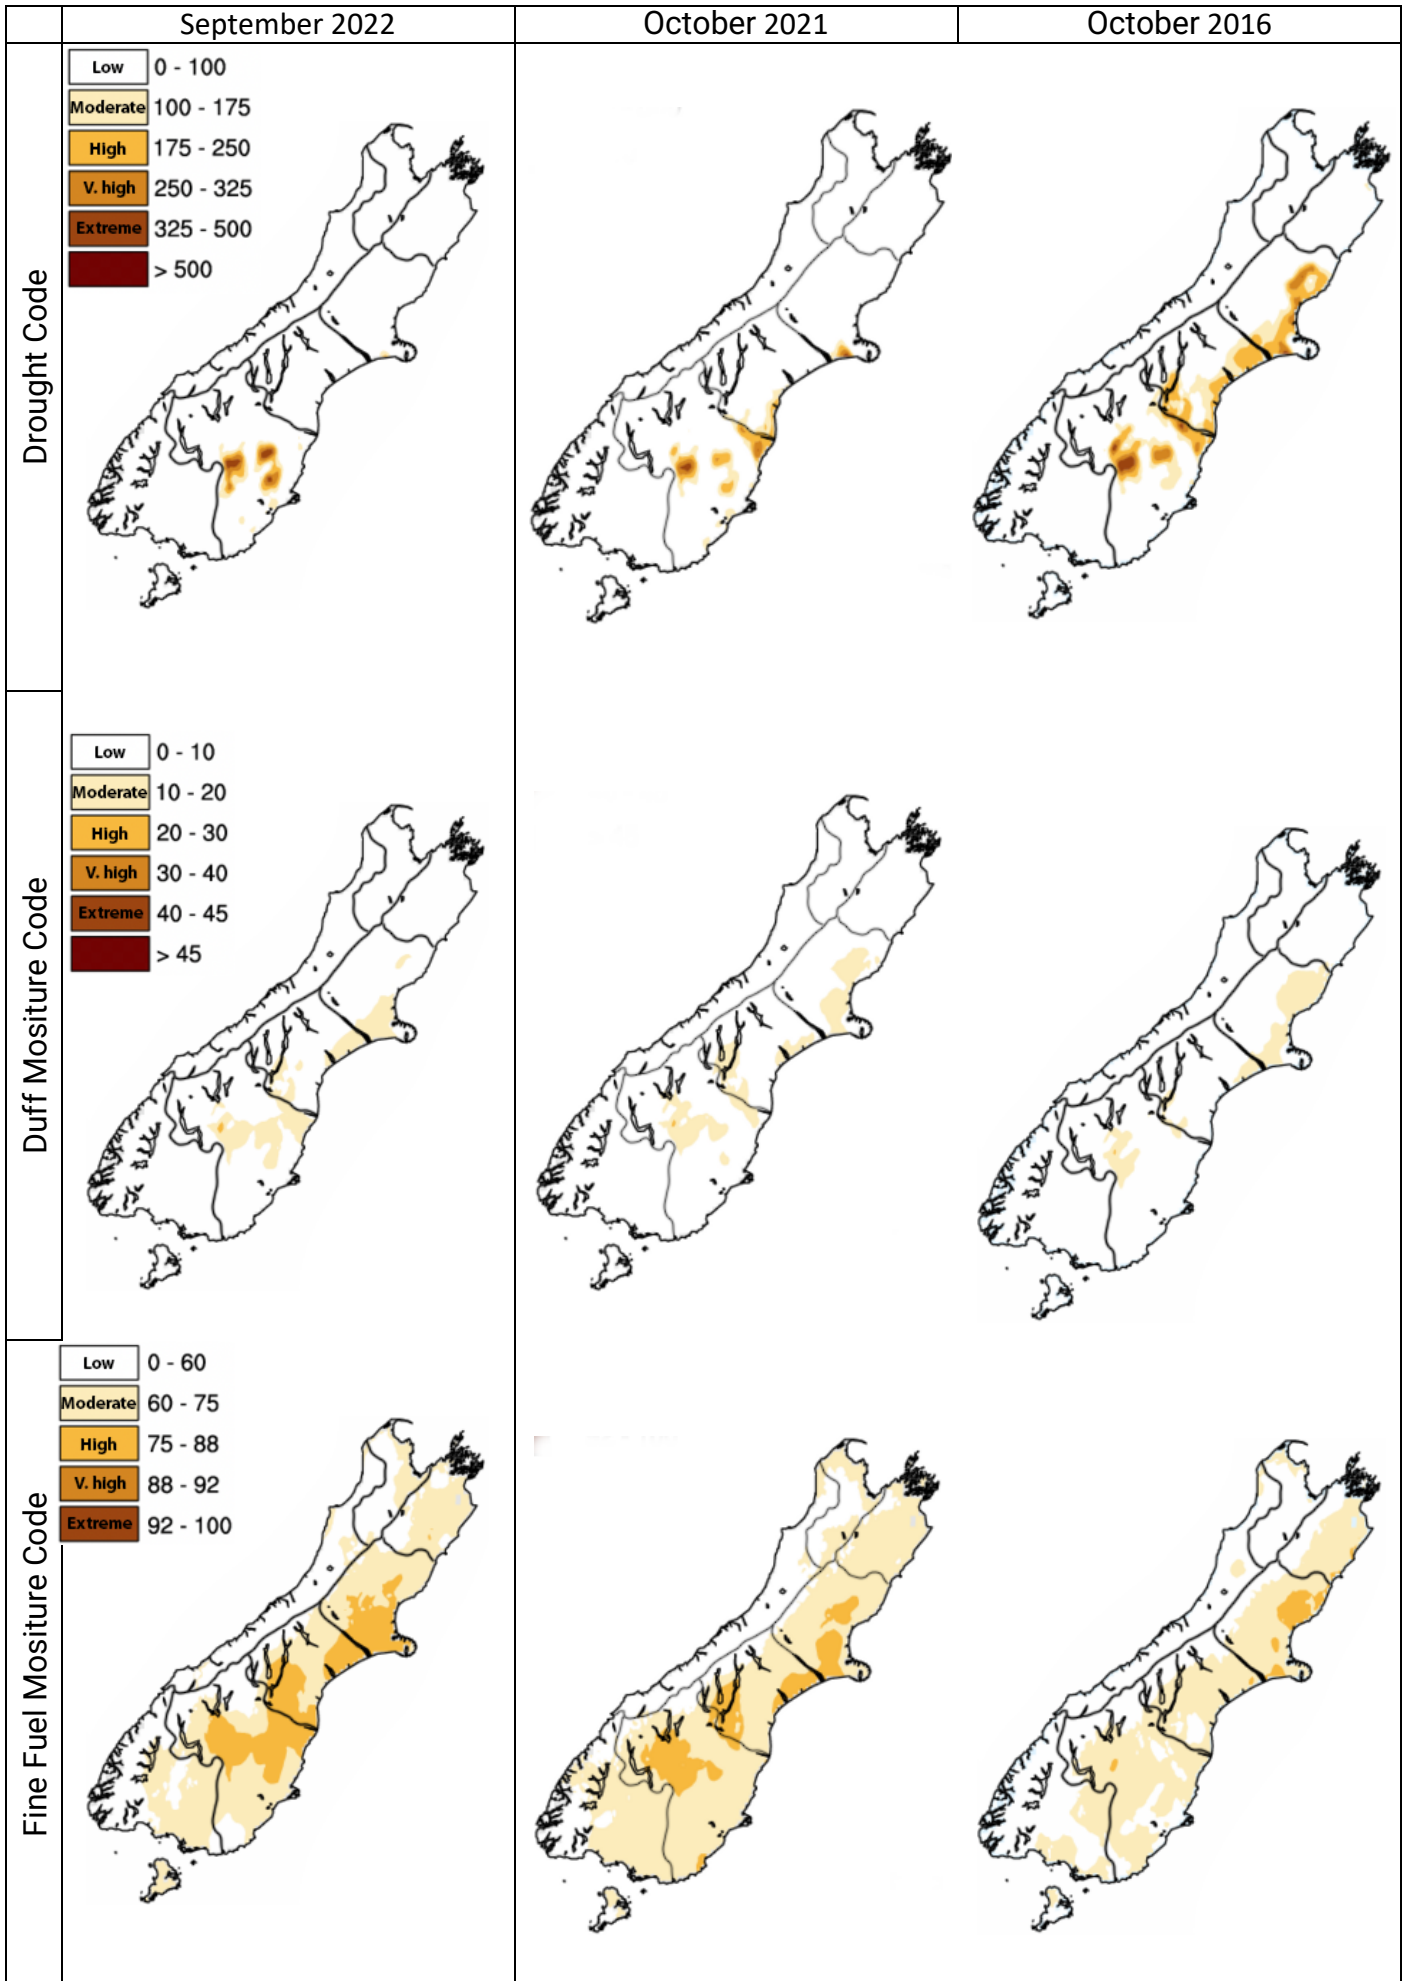 September 2022 October 2021 October 2016
Drought Code
Low 0 - 100
Moderate 100 - 175
High 175 - 250
V. high 250 - 325
Extreme 325 - 500
> 500
Duff Mositure Code
Low 0 - 10
Moderate 10 - 20
High 20 - 30
V. high 30 - 40
Extreme 40 - 45
> 45
Fine Fuel Mositure Code
Low 0 - 60
Moderate 60 - 75
High 75 - 88
V. high 88 - 92
Extreme 92 - 100